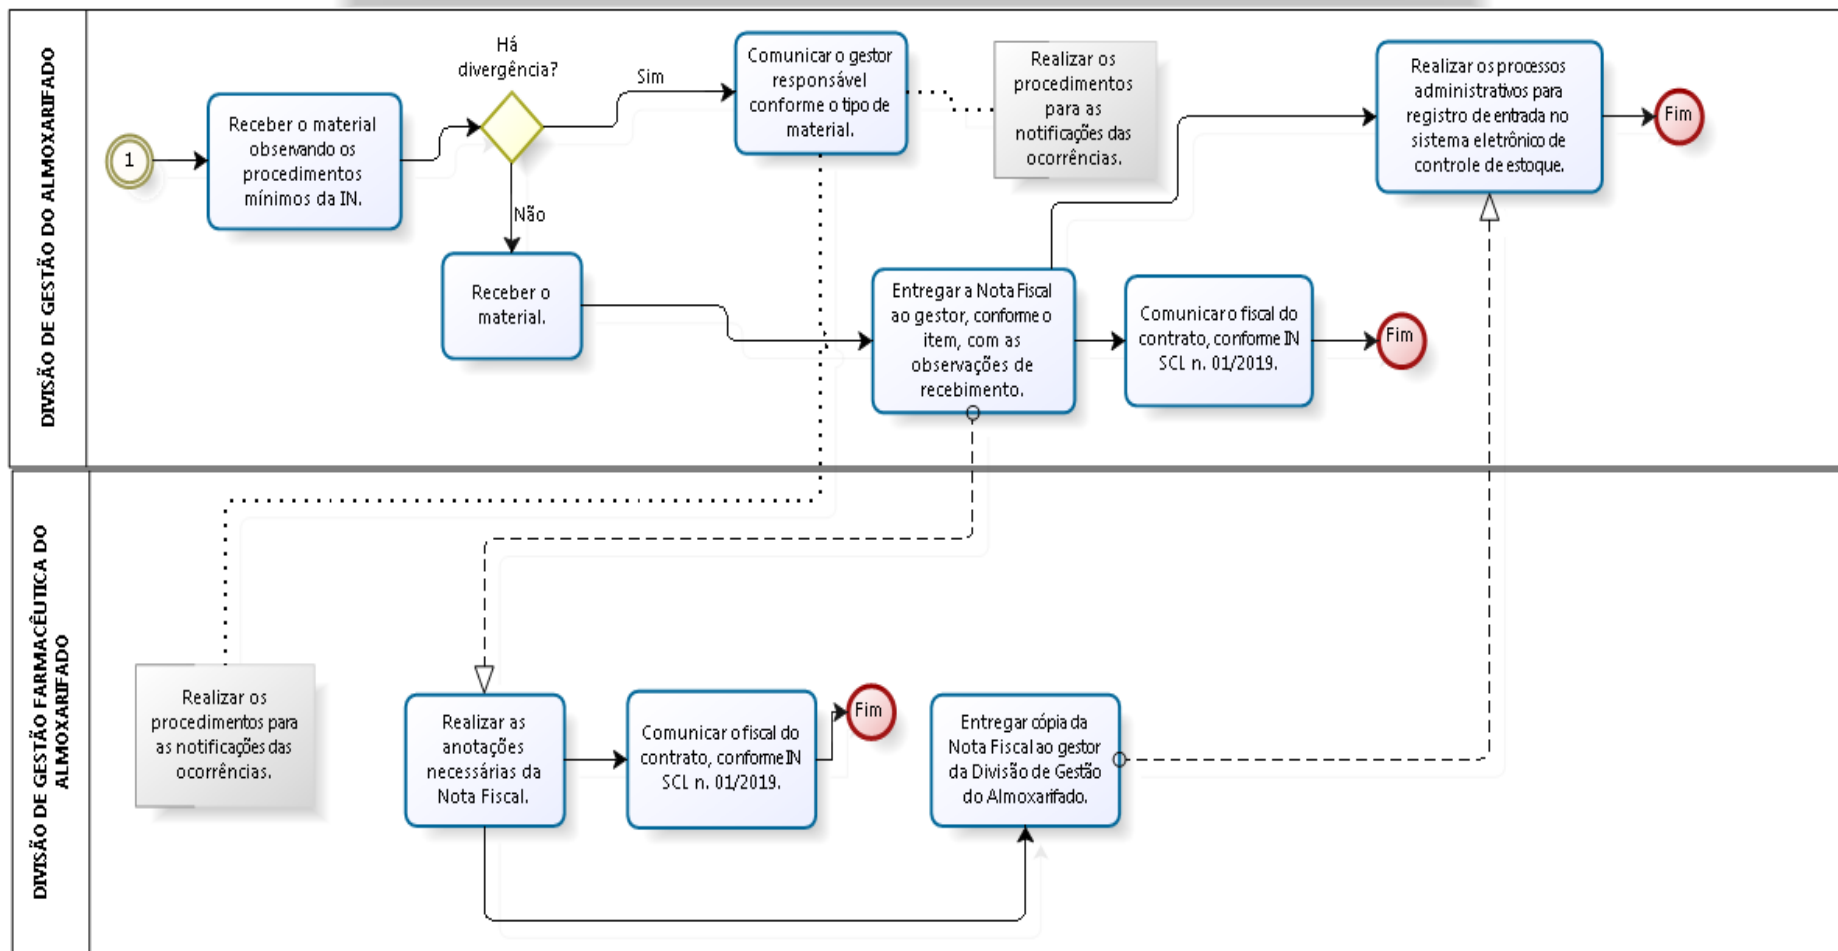 DIVISÃO DE GESTÃO DO ALMOXARIFADO
1
Receber o material
observando os
procedimentos
mínimos da IN.
Há
divergência?
Sim
Não
Comunicar o gestor
responsável
conforme o tipo de
material.
Realizar os
procedimentos
para as
notificações das
ocorrências.
Realizar os processos
administrativos para
registro de entrada no
sistema eletrônico de
controle de estoque.
Fim
Receber o
material.
Entregar a Nota Fiscal
ao gestor, conforme o
item, com as
observações de
recebimento.
Comunicar o fiscal do
contrato, conforme IN
SCL n. 01/2019.
Fim
DIVISÃO DE GESTÃO FARMACÊUTICA DO
ALMOXARIFADO
Realizar os
procedimentos para
as notificações das
ocorrências.
Realizar as
anotações
necessárias da
Nota Fiscal.
Comunicar o fiscal do
contrato, conforme IN
SCL n. 01/2019.
Fim
Entregar cópia da
Nota Fiscal ao gestor
da Divisão de Gestão
do Almoxarifado.